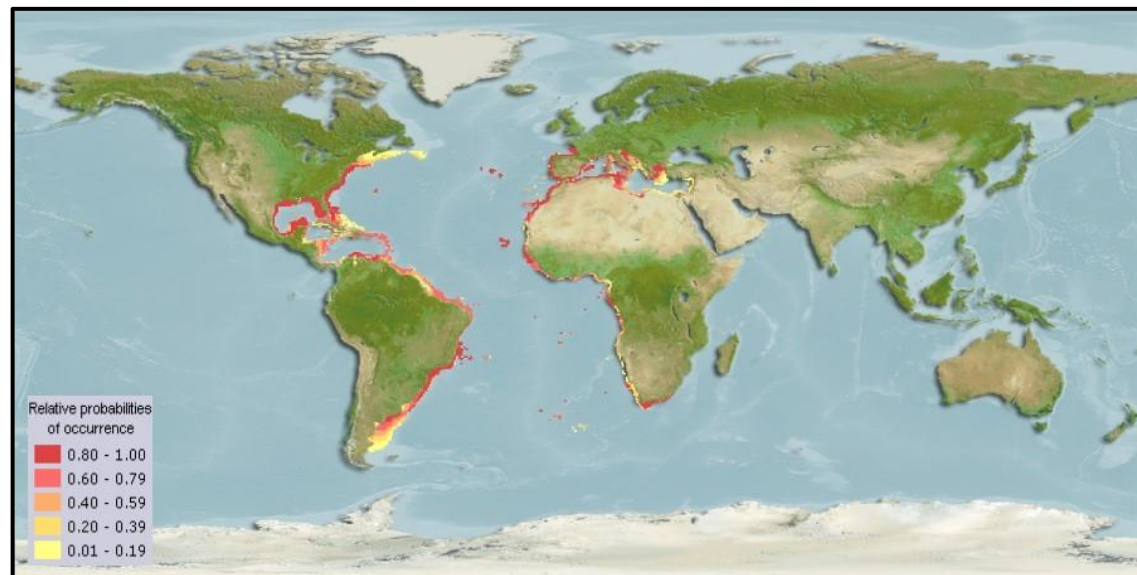 Relative probabilities
of occurrence
0.80 - 1.00
0.60 - 0.79
0.40 - 0.59
0.20 - 0.39
0.01 - 0.19